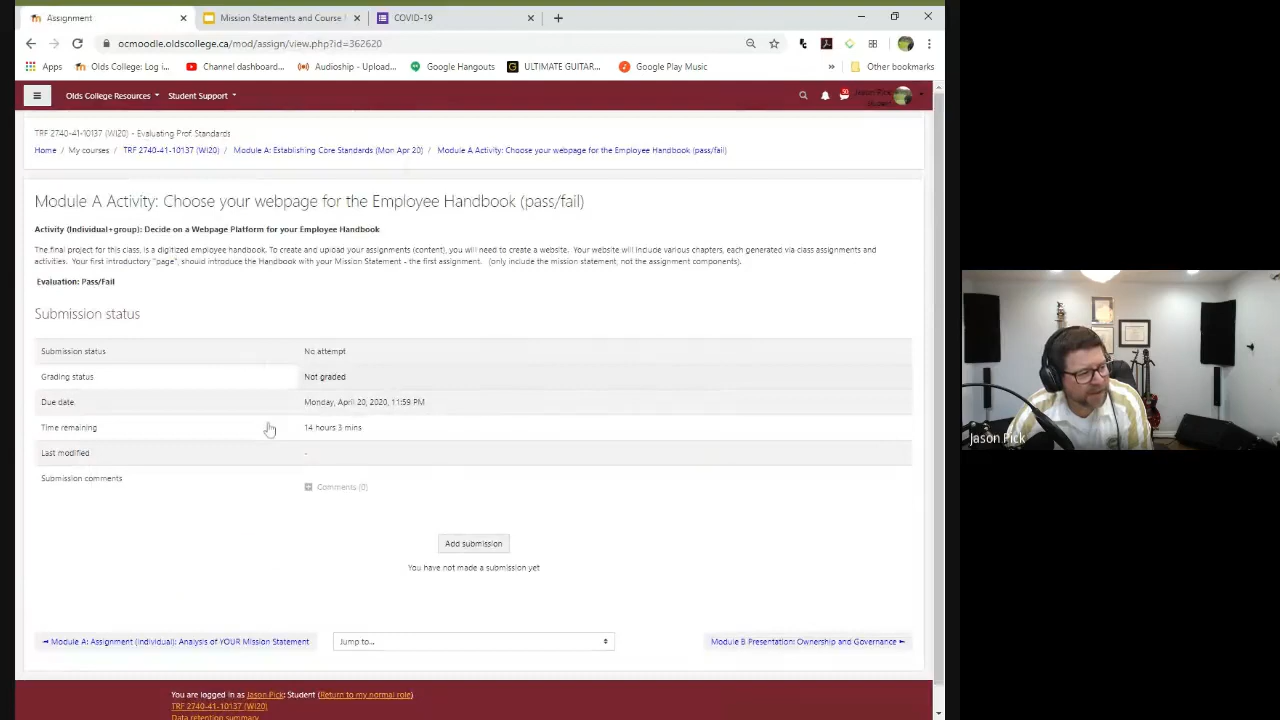 Assignment
Mission Statements and Course
COVID-19
ocmoodle.oldscollege.ca/mod/assign/view.php?id=362620
Apps
Olds College: Log i...
Channel dashboard...
Audioship - Upload...
Google Hangouts
ULTIMATE GUITAR...
Google Play Music
»
Other bookmarks
Olds College Resources
Student Support
Jason Pick
Student
TRF 2740-41-10137 (WI20) - Evaluating Prof. Standards
Home / My courses / TRF 2740-41-10137 (WI20) / Module A: Establishing Core Standards (Mon Apr 20) / Module A Activity: Choose your webpage for the Employee Handbook (pass/fail)
Module A Activity: Choose your webpage for the Employee Handbook (pass/fail)
Activity (Individual+group): Decide on a Webpage Platform for your Employee Handbook
The final project for this class, is a digitized employee handbook. To create and upload your assignments (content), you will need to create a website. Your website will include various chapters, each generated via class assignments and
activities. Your first introductory "page", should introduce the Handbook with your Mission Statement - the first assignment. (only include the mission statement, not the assignment components).
Evaluation: Pass/Fail
Submission status
Submission status No attempt
Grading status Not graded
Due date Monday, April 20, 2020, 11:59 PM
Time remaining 14 hours 3 mins
Last modified -
Submission comments
Comments (0)
Add submission
You have not made a submission yet
◄ Module A: Assignment (Individual): Analysis of YOUR Mission Statement
Jump to...
Module B Presentation: Ownership and Governance ►
You are logged in as Jason Pick: Student (Return to my normal role)
TRF 2740-41-10137 (WI20)
Data retention summary
Jason Pick